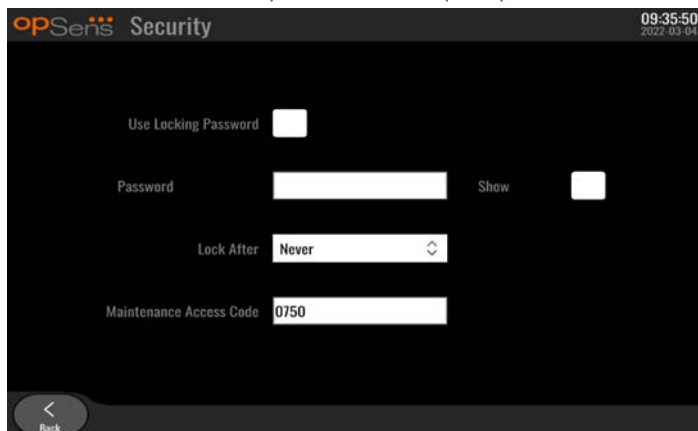 opSens Security 09:35:50
2022-03-04
Use Locking Password
Password Show
Lock After Never
Maintenance Access Code 0750
Back